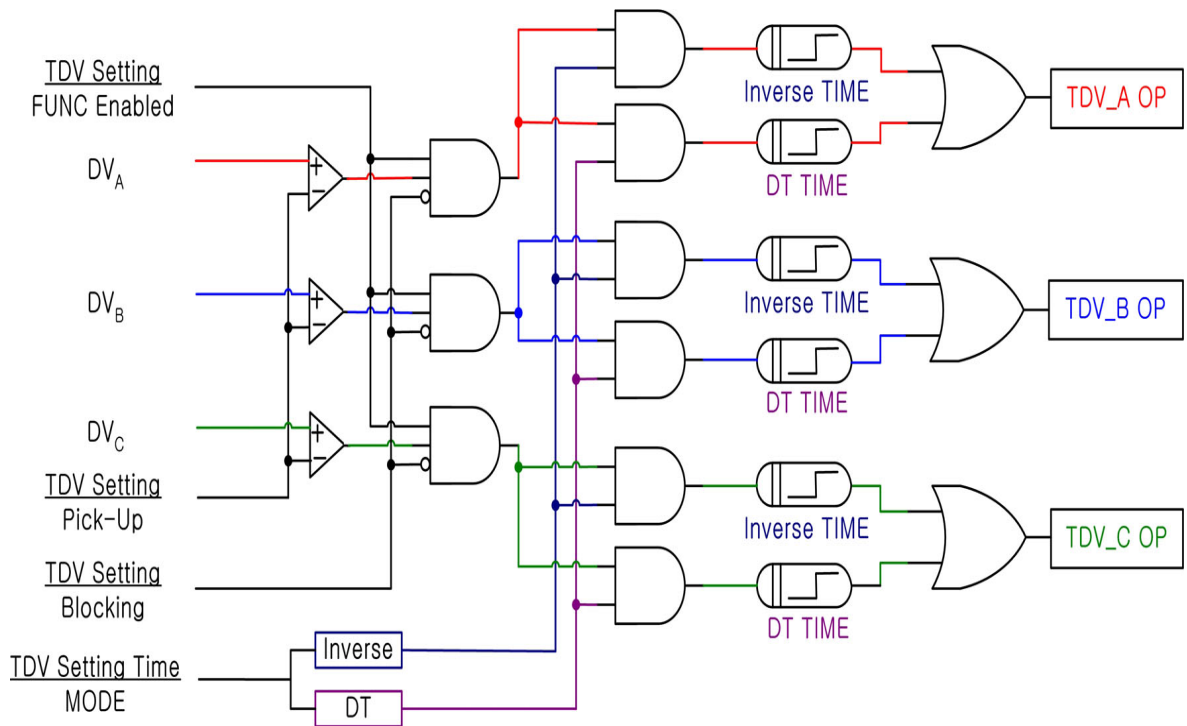 TDV Setting
FUNC Enabled
DVA
DVB
DVC
TDV Setting
Pick-Up
TDV Setting
Blocking
TDV Setting Time
MODE
Inverse
DT
+
−
+
−
+
−
Inverse TIME
DT TIME
Inverse TIME
DT TIME
Inverse TIME
DT TIME
TDV_A OP
TDV_B OP
TDV_C OP